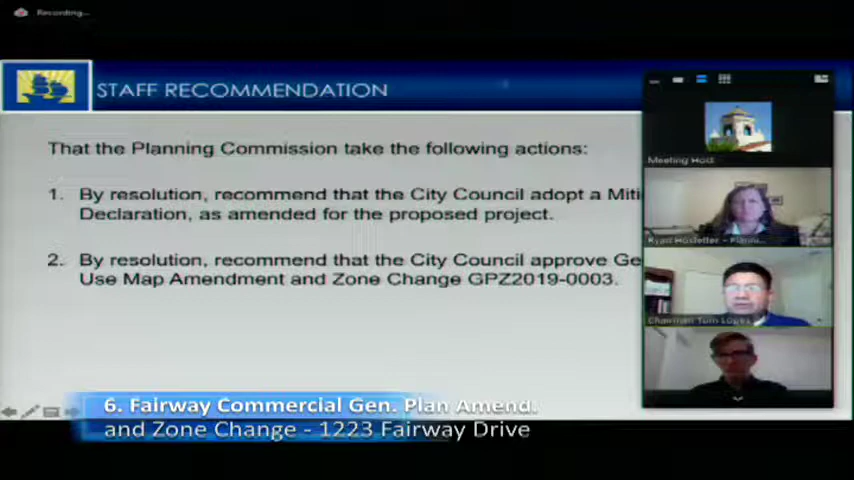 Recording...
STAFF RECOMMENDATION
That the Planning Commission take the following actions:
1. By resolution, recommend that the City Council adopt a Miti
Declaration, as amended for the proposed project.
2. By resolution, recommend that the City Council approve Ge
Use Map Amendment and Zone Change GPZ2019-0003.
Meeting Host
Ryan Hostetter - Plannin...
Chairman Tom Lopez
6. Fairway Commercial Gen. Plan Amend.
and Zone Change - 1223 Fairway Drive